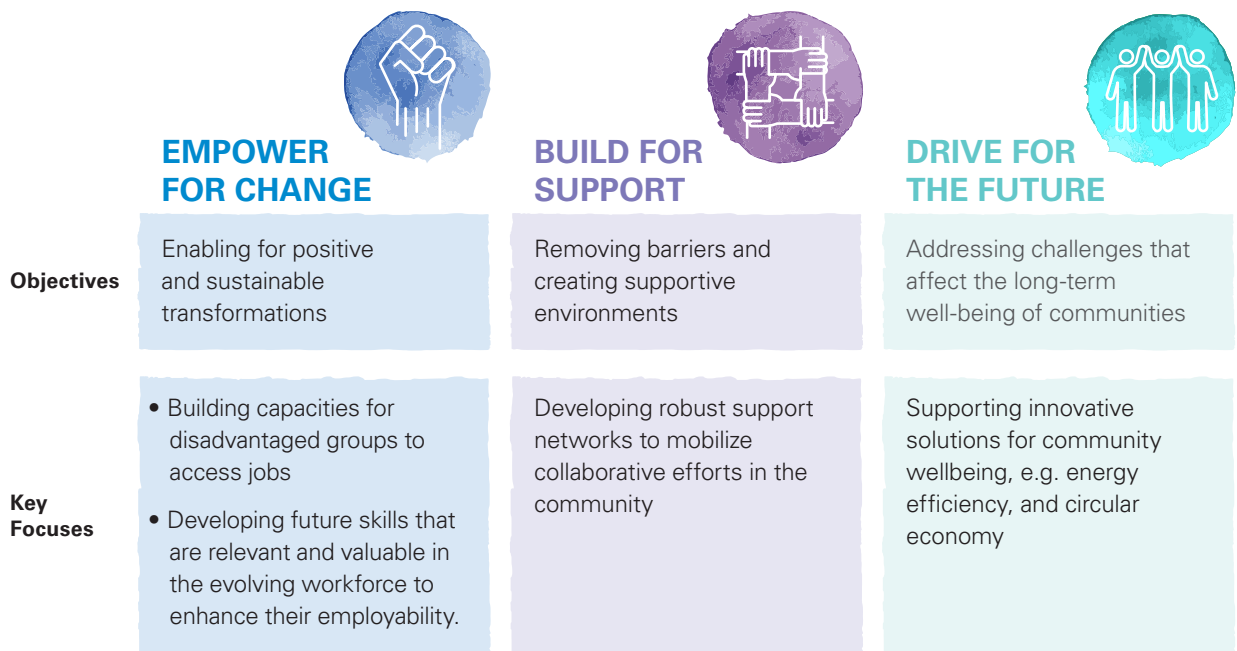 EMPOWER
FOR CHANGE
BUILD FOR
SUPPORT
DRIVE FOR
THE FUTURE
Objectives
Enabling for positive
and sustainable
transformations
Removing barriers and
creating supportive
environments
Addressing challenges that
affect the long-term
well-being of communities
Key
Focuses
• Building capacities for
disadvantaged groups to
access jobs
• Developing future skills that
are relevant and valuable in
the evolving workforce to
enhance their employability.
Developing robust support
networks to mobilize
collaborative efforts in the
community
Supporting innovative
solutions for community
wellbeing, e.g. energy
efficiency, and circular
economy